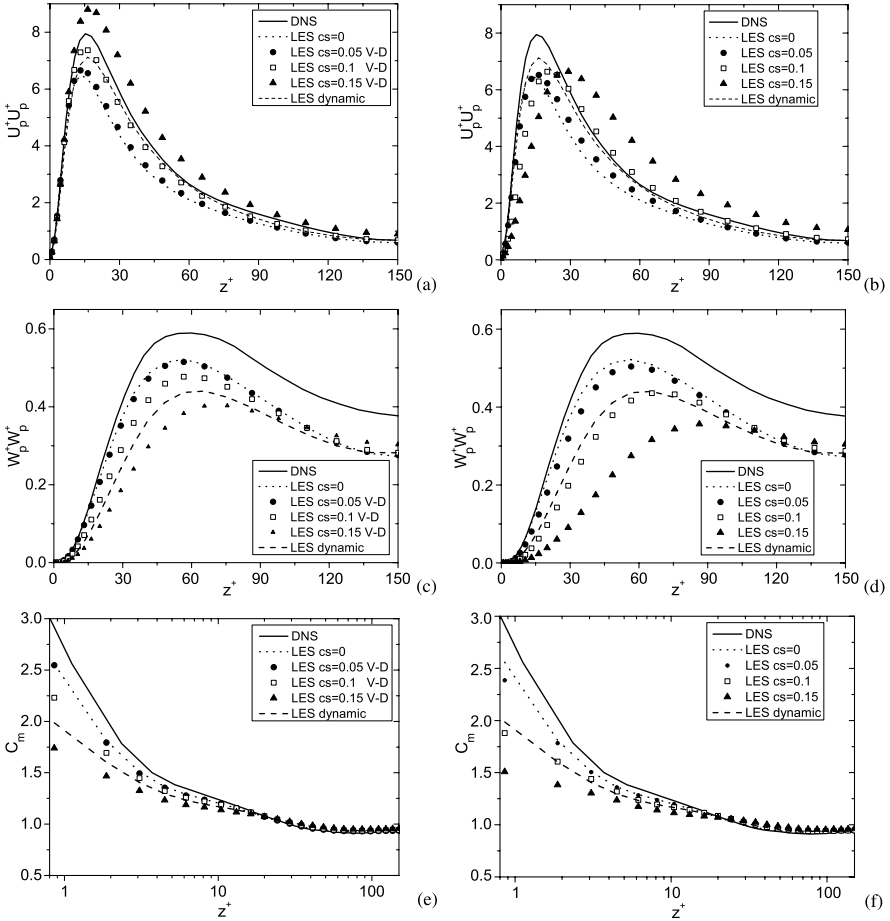 8
6
4
2
0
U⁺ₚU⁺ₚ
DNS
LES cs=0
LES cs=0.05 V-D
LES cs=0.1 V-D
LES cs=0.15 V-D
LES dynamic
0 30 60 90 120 150
z⁺
(a)
8
6
4
2
0
U⁺ₚU⁺ₚ
DNS
LES cs=0
LES cs=0.05
LES cs=0.1
LES cs=0.15
LES dynamic
0 30 60 90 120 150
z⁺
(b)
0.6
0.4
0.2
0.0
W⁺ₚW⁺ₚ
DNS
LES cs=0
LES cs=0.05 V-D
LES cs=0.1 V-D
LES cs=0.15 V-D
LES dynamic
0 30 60 90 120 150
z⁺
(c)
0.6
0.4
0.2
0.0
W⁺ₚW⁺ₚ
DNS
LES cs=0
LES cs=0.05
LES cs=0.1
LES cs=0.15
LES dynamic
0 30 60 90 120 150
z⁺
(d)
3.0
2.5
2.0
1.5
1.0
0.5
Cₘ
DNS
LES cs=0
LES cs=0.05 V-D
LES cs=0.1 V-D
LES cs=0.15 V-D
LES dynamic
1 10 100
z⁺
(e)
3.0
2.5
2.0
1.5
1.0
0.5
Cₘ
DNS
LES cs=0
LES cs=0.05
LES cs=0.1
LES cs=0.15
LES dynamic
1 10 100
z⁺
(f)